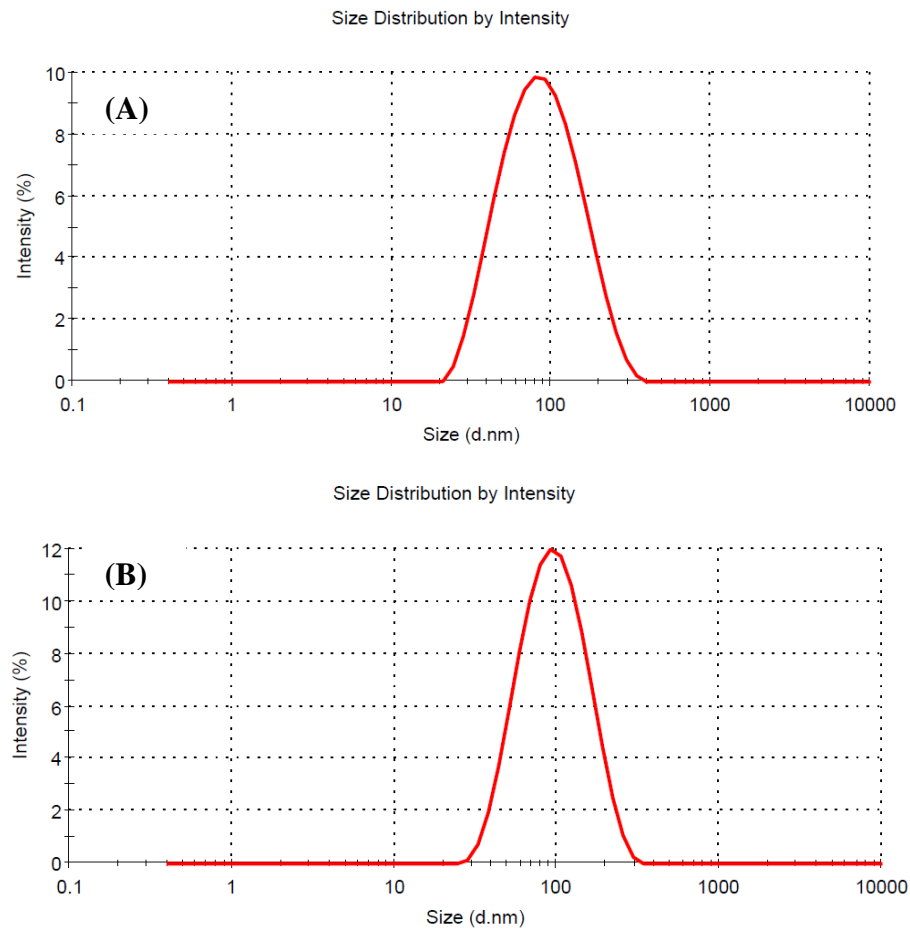 Size Distribution by Intensity
(A)
10
8
6
4
2
0
Intensity (%)
0.1 1 10 100 1000 10000
Size (d.nm)
Size Distribution by Intensity
(B)
12
10
8
6
4
2
0
Intensity (%)
0.1 1 10 100 1000 10000
Size (d.nm)